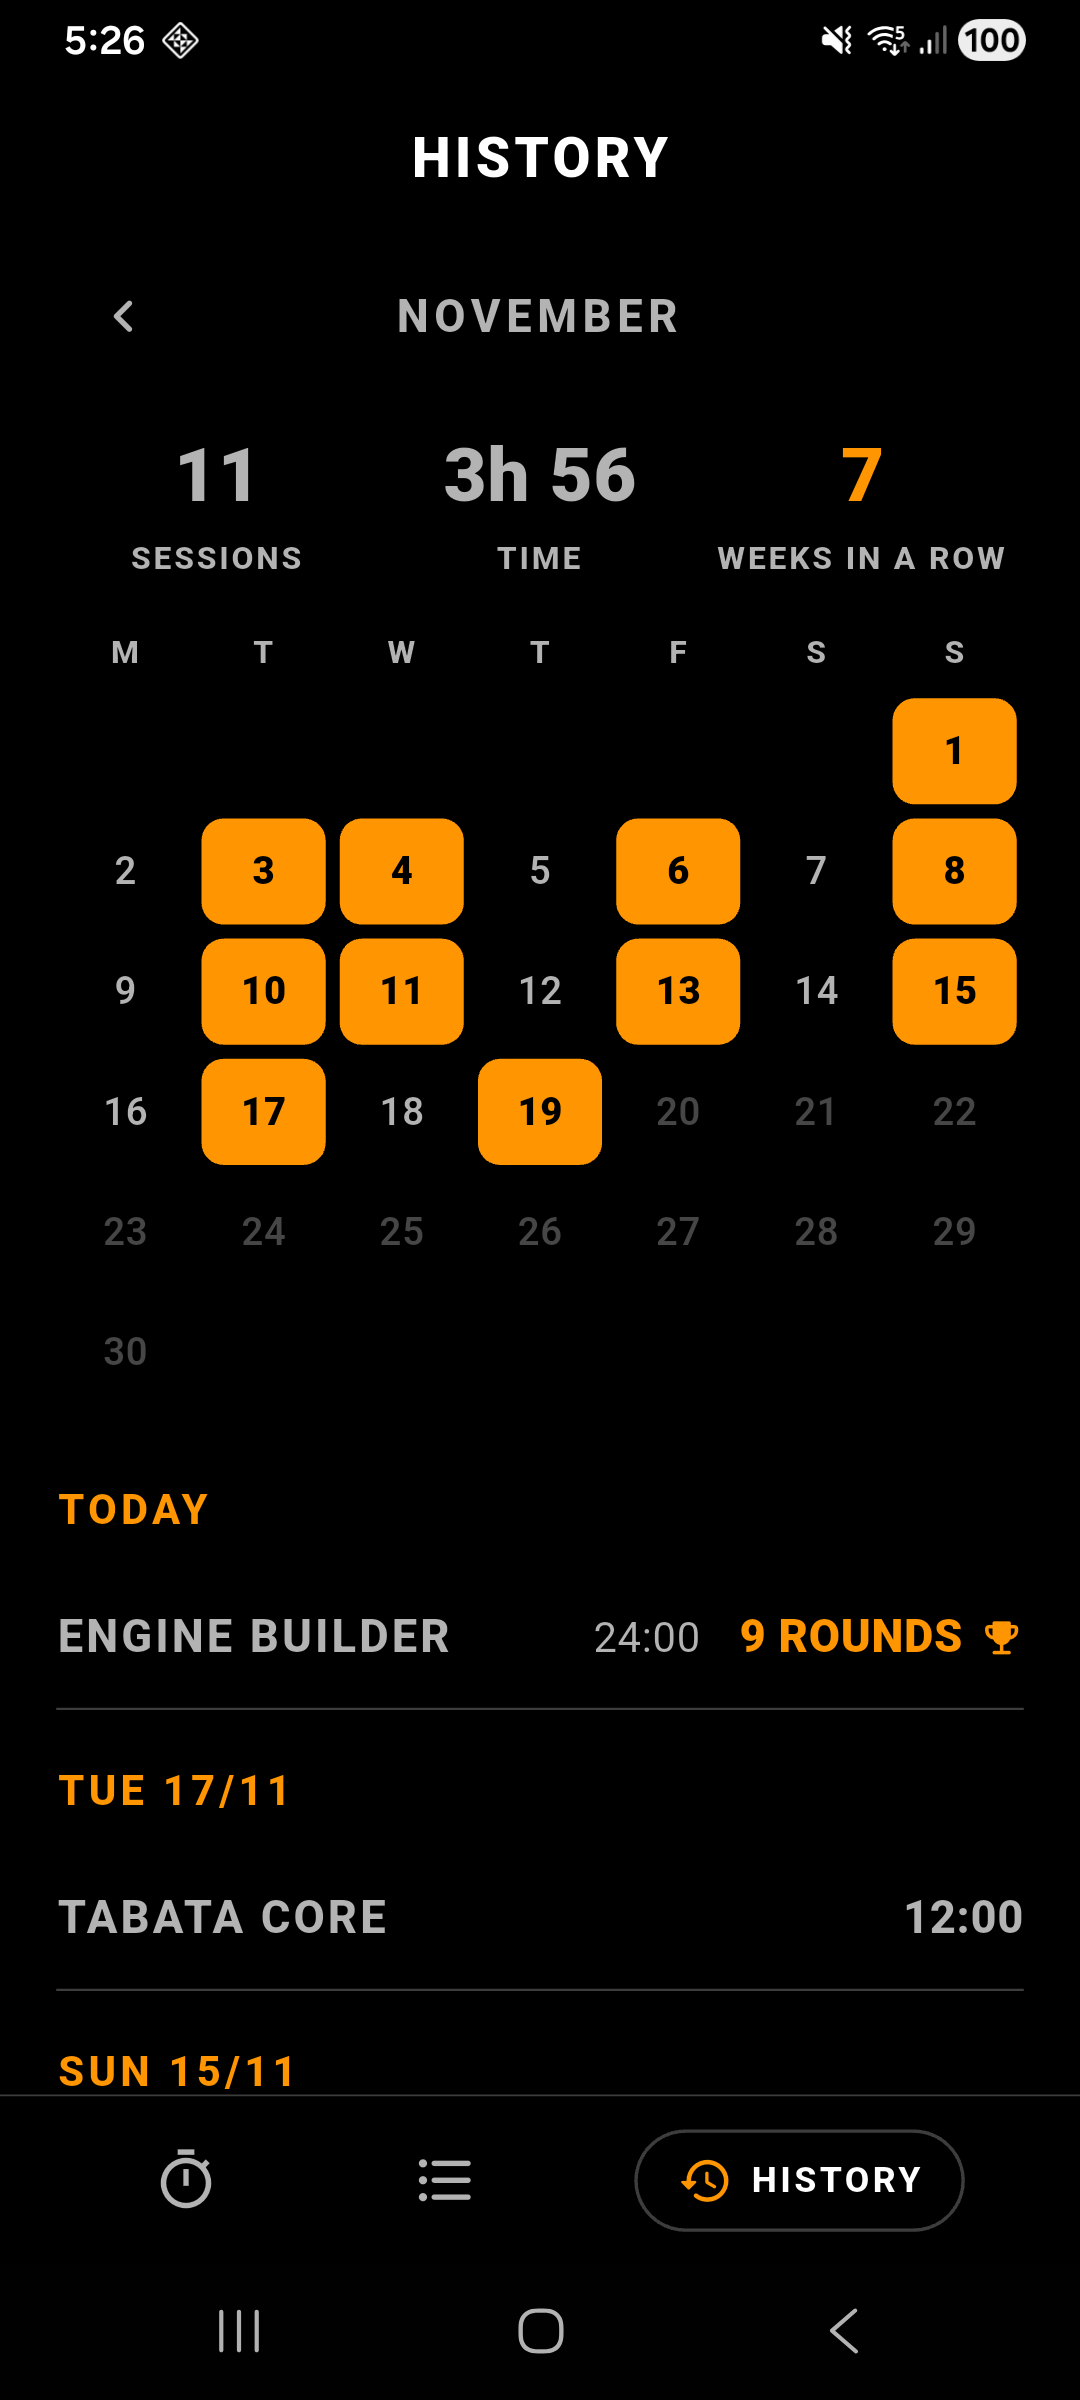 5:26 5 100
HISTORY
NOVEMBER
11 3h 56 7
SESSIONS TIME WEEKS IN A ROW
M T W T F S S
1
2 3 4 5 6 7 8
9 10 11 12 13 14 15
16 17 18 19 20 21 22
23 24 25 26 27 28 29
30
TODAY
ENGINE BUILDER 24:00 9 ROUNDS
TUE 17/11
TABATA CORE 12:00
SUN 15/11
HISTORY